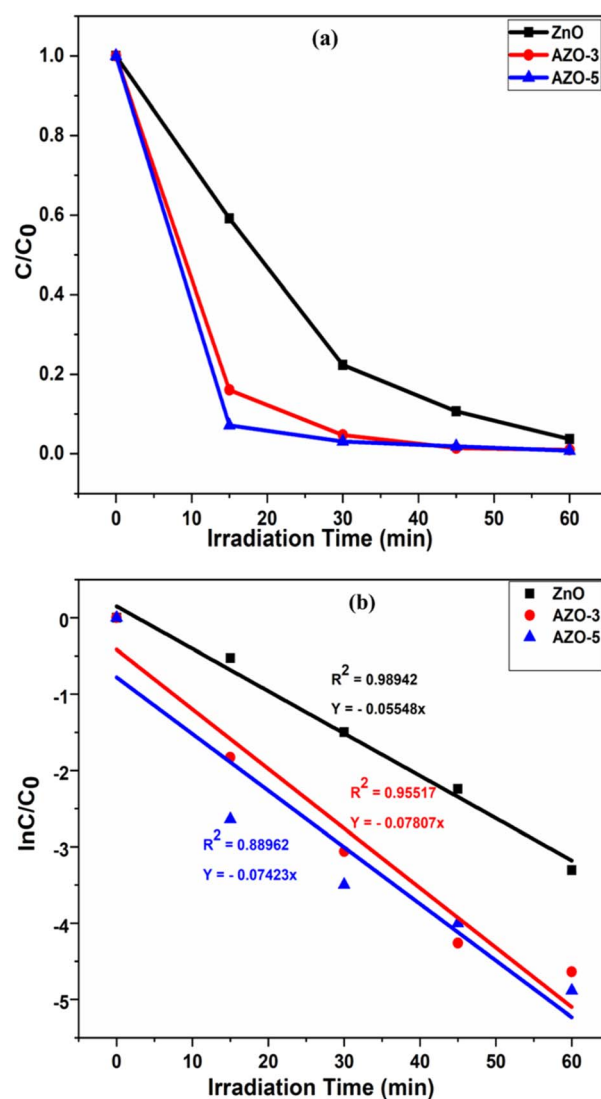 (a)
ZnO
AZO-3
AZO-5
1.0
0.8
0.6
0.4
0.2
0.0
C/C0
0 10 20 30 40 50 60
Irradiation Time (min)
(b)
ZnO
AZO-3
AZO-5
0
-1
-2
-3
-4
-5
lnC/C0
R2 = 0.98942
Y = - 0.05548x
R2 = 0.95517
Y = - 0.07807x
R2 = 0.88962
Y = - 0.07423x
0 10 20 30 40 50 60
Irradiation Time (min)